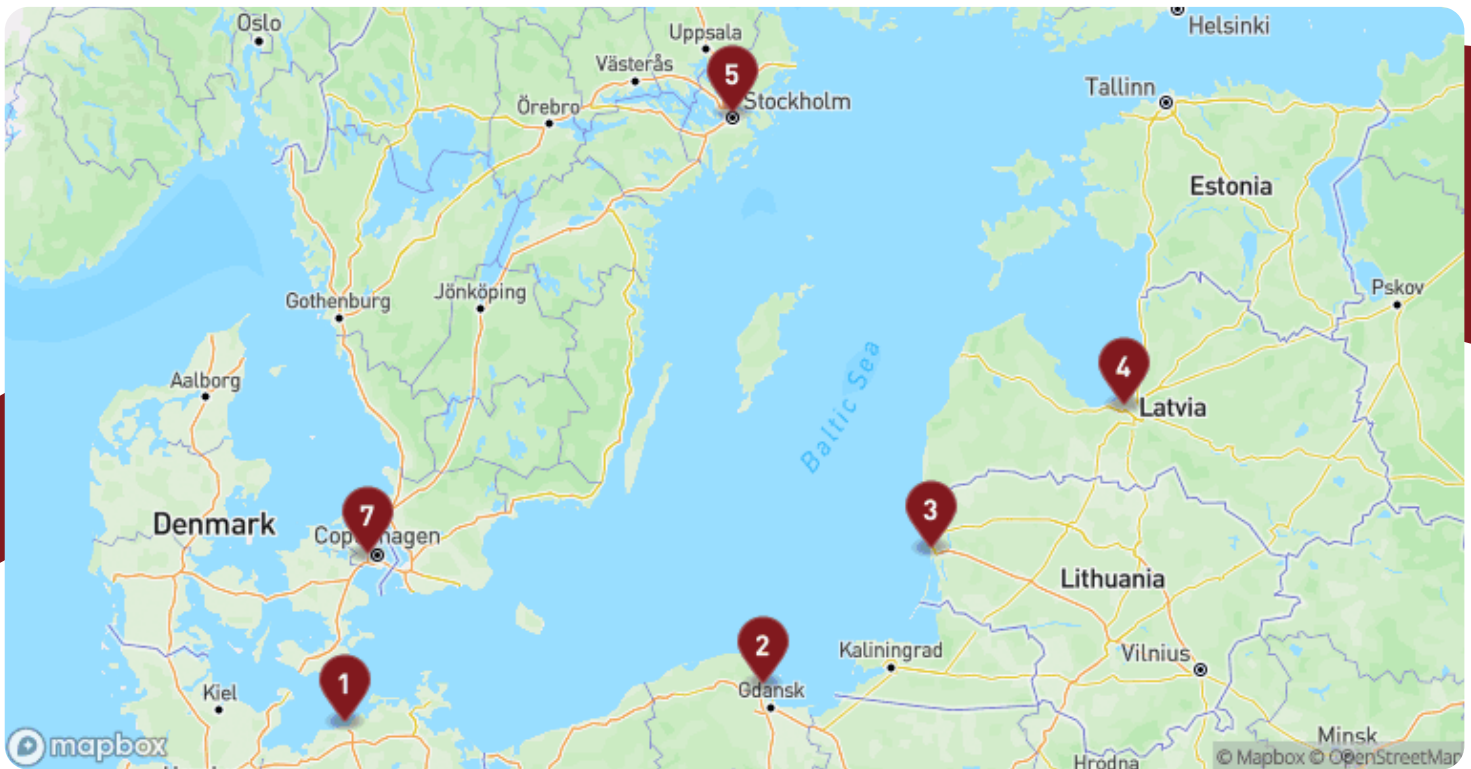 Oslo
Helsinki
Uppsala
Västerås
5
Tallinn
Örebro
Stockholm
Estonia
Gothenburg
Jönköping
Pskov
Aalborg
Baltic Sea
4
Latvia
3
7
Denmark
Copenhagen
Lithuania
2
Kaliningrad
Vilnius
1
Kiel
Gdansk
mapbox
Minsk
Hrodna
© Mapbox © OpenStreetMap